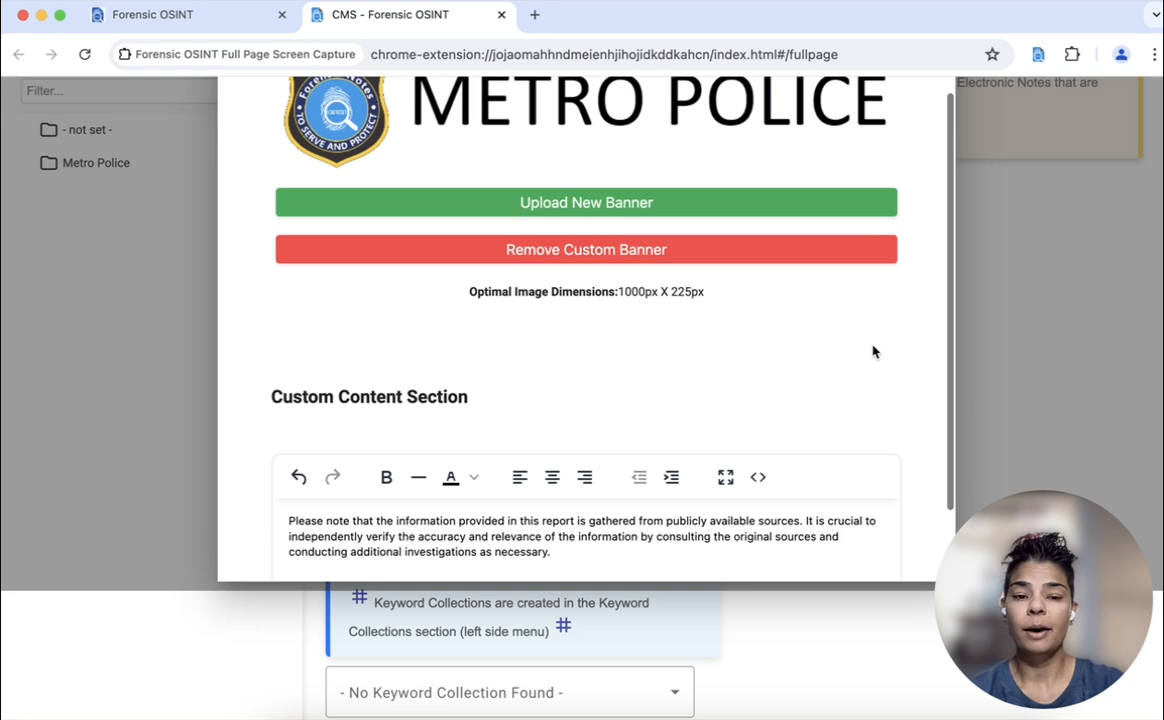 Forensic OSINT
CMS - Forensic OSINT
Forensic OSINT Full Page Screen Capture
chrome-extension://jojaomahhndmeienhjihojidkddkahcn/index.html#/fullpage
Filter...
- not set -
Metro Police
Electronic Notes that are
Forensic Notes
TO SERVE AND PROTECT
METRO POLICE
Upload New Banner
Remove Custom Banner
Optimal Image Dimensions:1000px X 225px
Custom Content Section
B
A
Please note that the information provided in this report is gathered from publicly available sources. It is crucial to
independently verify the accuracy and relevance of the information by consulting the original sources and
conducting additional investigations as necessary.
# Keyword Collections are created in the Keyword
Collections section (left side menu) #
- No Keyword Collection Found -